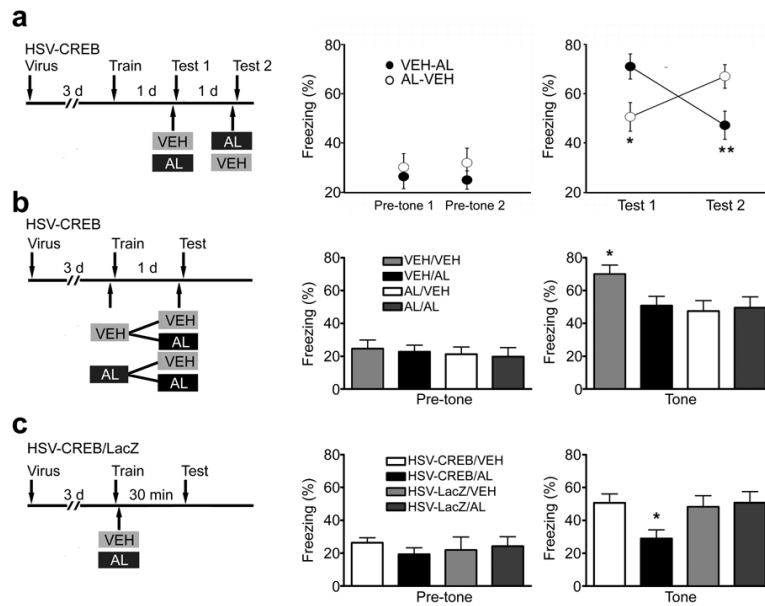 a
HSV-CREB
Virus Train Test 1 Test 2
3 d 1 d 1 d
VEH AL
AL VEH
Freezing (%)
80
60
40
20
VEH-AL
AL-VEH
Pre-tone 1 Pre-tone 2
Freezing (%)
80
60
40
20
*
**
Test 1 Test 2
b
HSV-CREB
Virus Train Test
3 d 1 d
VEH
VEH
AL
AL
VEH
AL
Freezing (%)
80
60
40
20
0
VEH/VEH
VEH/AL
AL/VEH
AL/AL
Pre-tone
Freezing (%)
80
60
40
20
0
*
Tone
c
HSV-CREB/LacZ
Virus Train Test
3 d 30 min
VEH
AL
Freezing (%)
80
60
40
20
0
HSV-CREB/VEH
HSV-CREB/AL
HSV-LacZ/VEH
HSV-LacZ/AL
Pre-tone
Freezing (%)
80
60
40
20
0
*
Tone